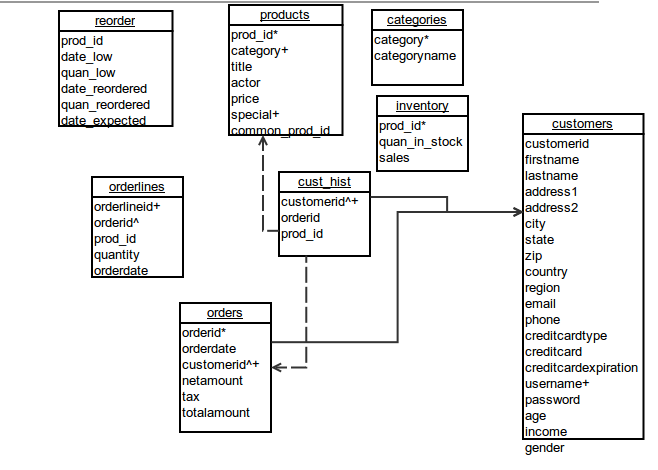 reorder
prod_id
date_low
quan_low
date_reordered
quan_reordered
date_expected
products
prod_id*
category+
title
actor
price
special+
common_prod_id
categories
category*
categoryname
inventory
prod_id*
quan_in_stock
sales
customers
customerid
firstname
lastname
address1
address2
city
state
zip
country
region
email
phone
creditcardtype
creditcard
creditcardexpiration
username+
password
age
income
gender
orderlines
orderlineid+
orderid^
prod_id
quantity
orderdate
cust_hist
customerid^+
orderid
prod_id
orders
orderid*
orderdate
customerid^+
netamount
tax
totalamount